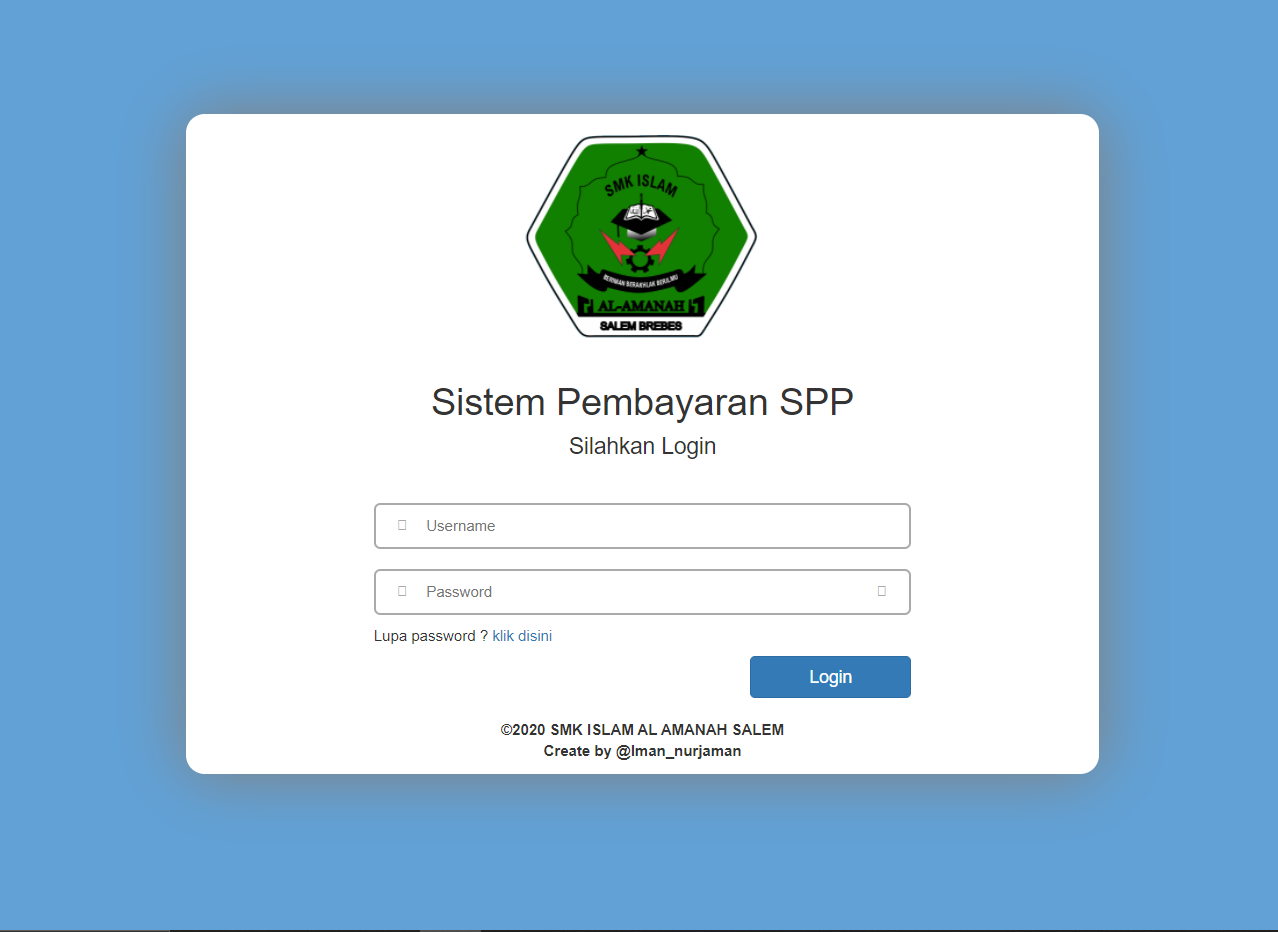 SMK ISLAM
BERIMAN BERAKHLAK BERILMU
AL-AMANAH
SALEM BREBES
Sistem Pembayaran SPP
Silahkan Login
Username
Password
Lupa password ? klik disini
Login
©2020 SMK ISLAM AL AMANAH SALEM
Create by @Iman_nurjaman